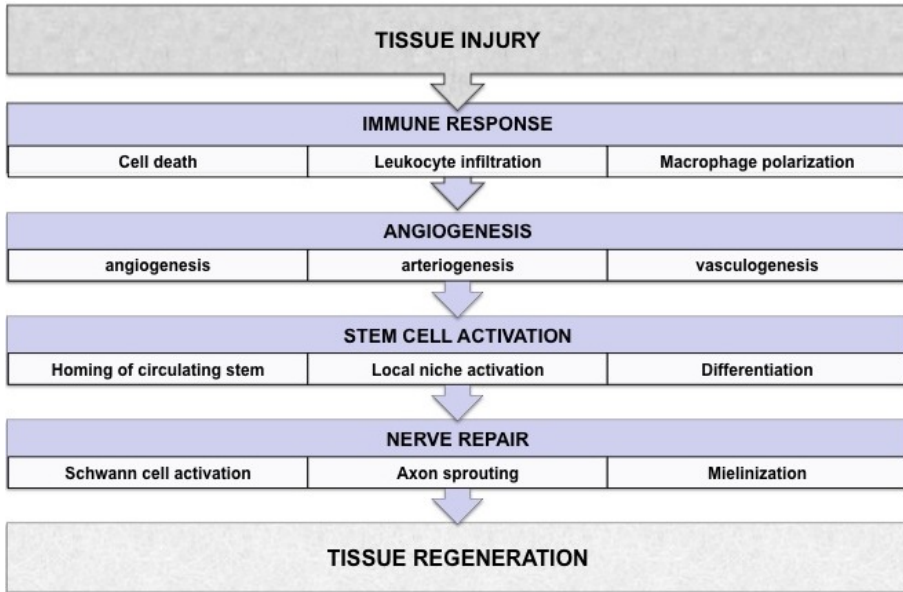 TISSUE INJURY
IMMUNE RESPONSE
Cell death Leukocyte infiltration Macrophage polarization
ANGIOGENESIS
angiogenesis arteriogenesis vasculogenesis
STEM CELL ACTIVATION
Homing of circulating stem Local niche activation Differentiation
NERVE REPAIR
Schwann cell activation Axon sprouting Mielinization
TISSUE REGENERATION